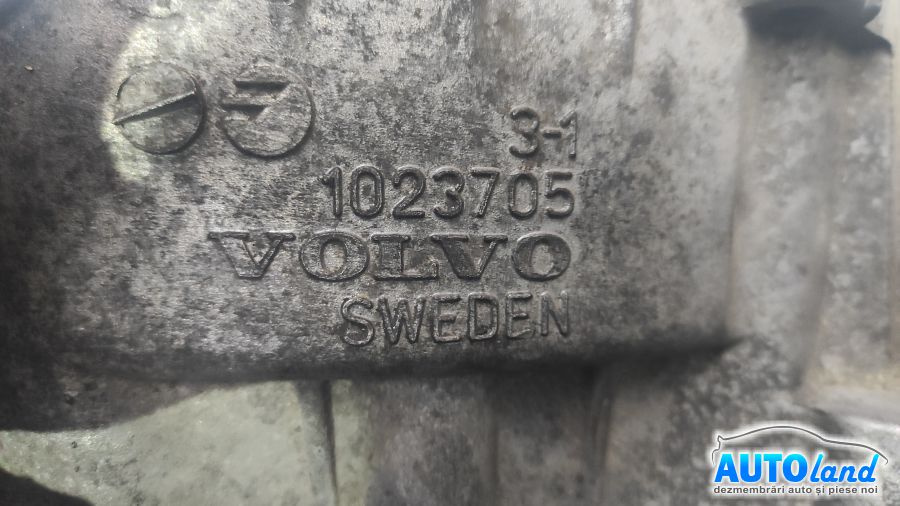 3-1
1023705
VOLVO
SWEDEN
AUTOland
dezmembrări auto și piese noi